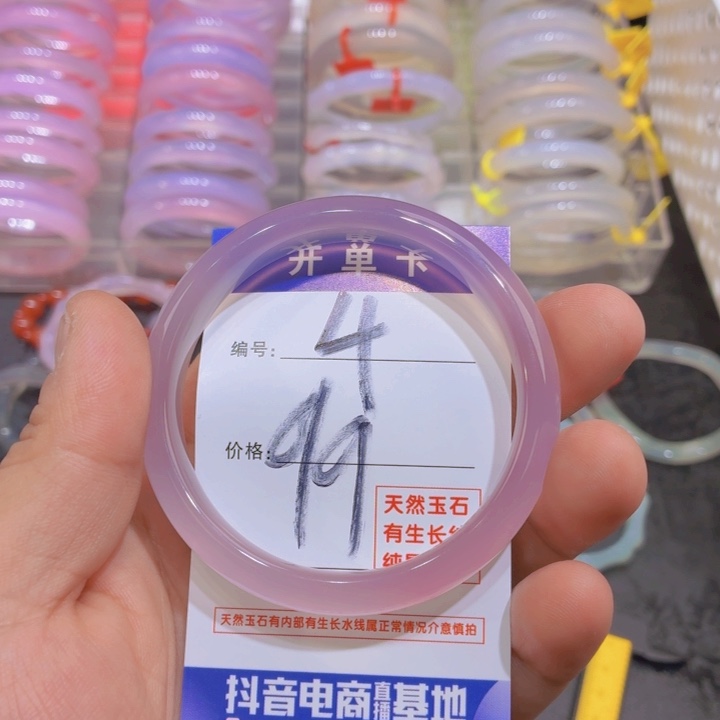 开单卡
编号: 4
价格: 99
天然玉石
有生长
天然玉石有内部有生长水线属正常情况介意慎拍
抖音电商直播基地